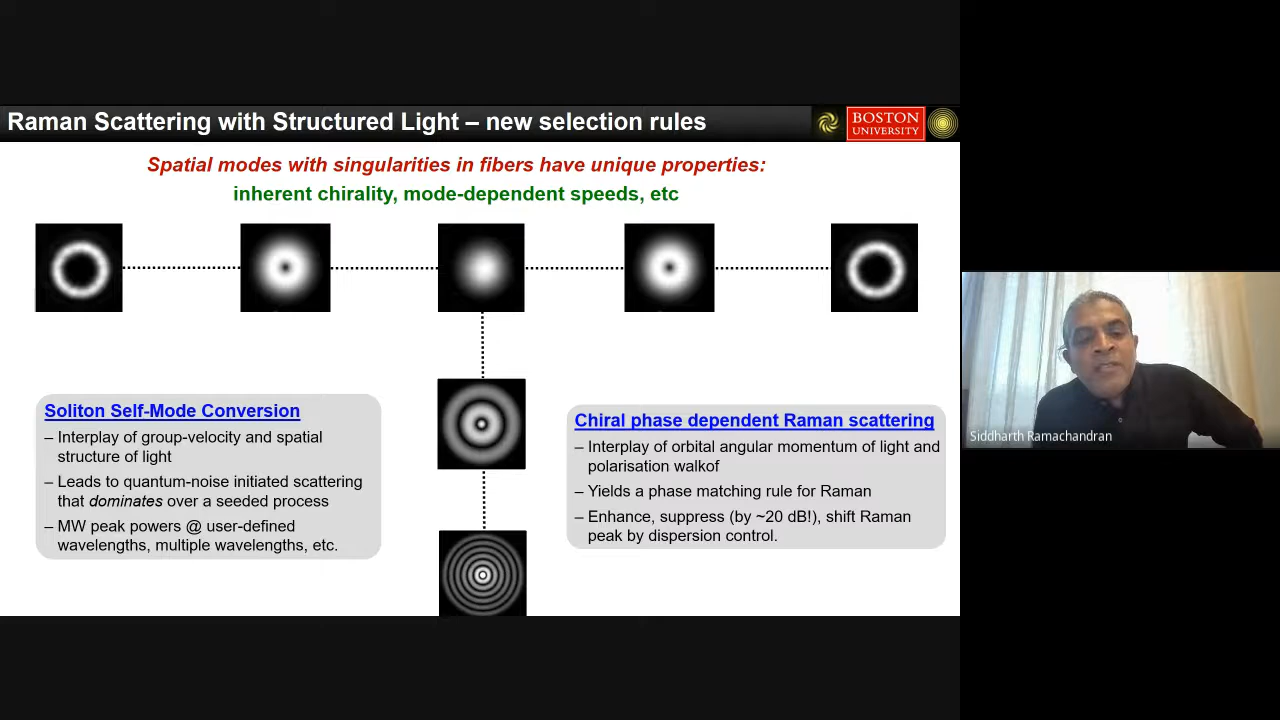 Raman Scattering with Structured Light – new selection rules
BOSTON
UNIVERSITY
Spatial modes with singularities in fibers have unique properties:
inherent chirality, mode-dependent speeds, etc
Soliton Self-Mode Conversion
– Interplay of group-velocity and spatial
structure of light
– Leads to quantum-noise initiated scattering
that dominates over a seeded process
– MW peak powers @ user-defined
wavelengths, multiple wavelengths, etc.
Chiral phase dependent Raman scattering
– Interplay of orbital angular momentum of light and
polarisation walkof
– Yields a phase matching rule for Raman
– Enhance, suppress (by ~20 dB!), shift Raman
peak by dispersion control.
Siddharth Ramachandran